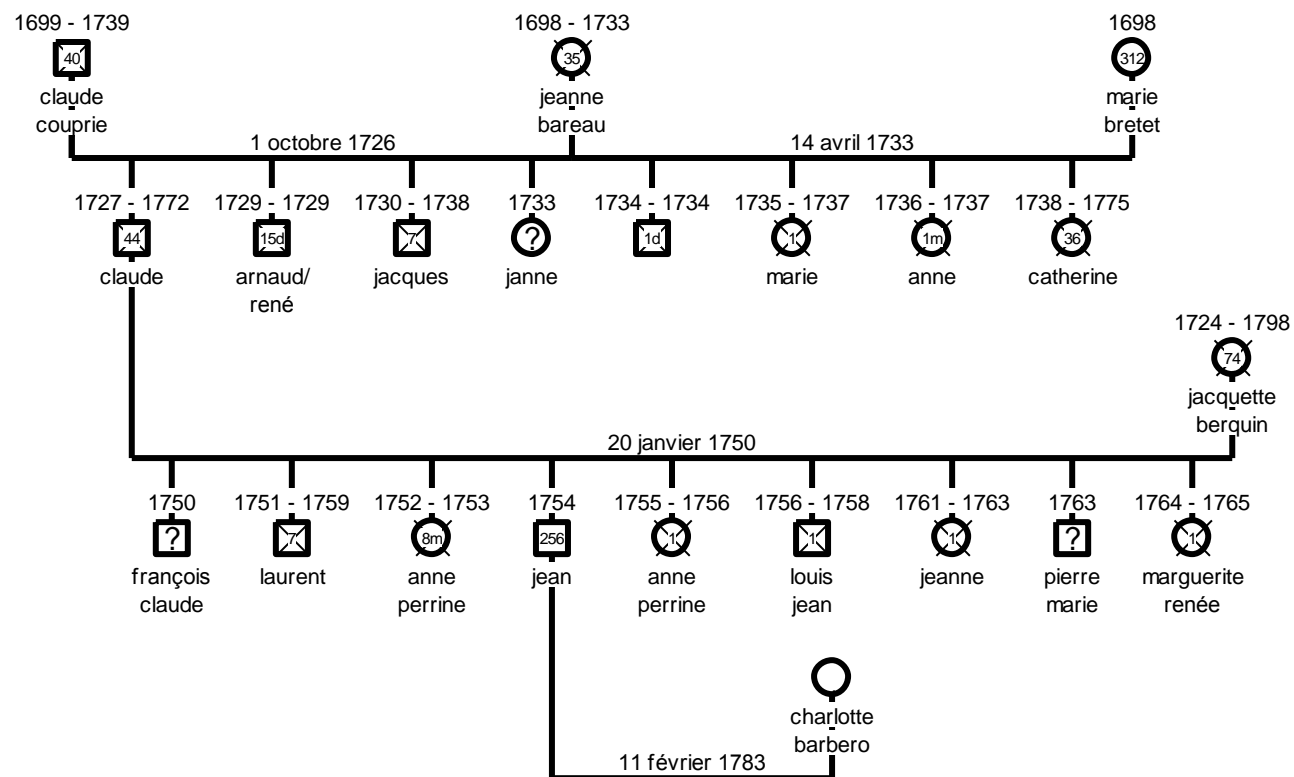 1699 - 1739 1698 - 1733 1698
40 35 312
claude jeanne marie
couprie bareau bretet
1 octobre 1726 14 avril 1733
1727 - 1772 1729 - 1729 1730 - 1738 1733 1734 - 1734 1735 - 1737 1736 - 1737 1738 - 1775
44 15d 7 ? 1d 1 1m 36
claude arnaud/ jacques janne marie anne catherine
rené
1724 - 1798
74
jacquette
berquin
20 janvier 1750
1750 1751 - 1759 1752 - 1753 1754 1755 - 1756 1756 - 1758 1761 - 1763 1763 1764 - 1765
? 7 8m 256 1 1 1 ? 1
françois laurent anne jean anne louis jeanne pierre marguerite
claude perrine perrine jean marie renée
charlotte
barbero
11 février 1783